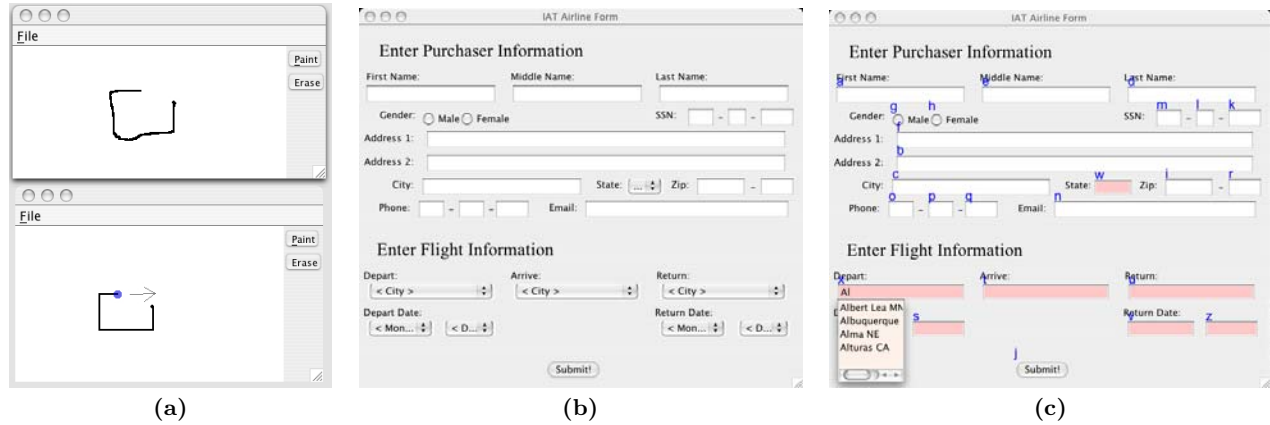 File
Paint
Erase
File
Paint
Erase
(a)
IAT Airline Form
Enter Purchaser Information
First Name: Middle Name: Last Name:
Gender: Male Female SSN: - -
Address 1:
Address 2:
City: State: ... Zip: -
Phone: - - Email:
Enter Flight Information
Depart: Arrive: Return:
< City > < City > < City >
Depart Date: Return Date:
< Mon... < D... < Mon... < D...
Submit!
(b)
IAT Airline Form
Enter Purchaser Information
First Name: Middle Name: Last Name:
a e d
g h m l k
Gender: Male Female SSN: - -
f
Address 1:
b
Address 2:
c w i r
City: State: Zip: -
o p q n
Phone: - - Email:
Enter Flight Information
Depart: Arrive: Return:
x t u
Al
Albert Lea MN
D s Return Date:
v z
Albuquerque
Alma NE
Alturas CA
j
Submit!
(c)